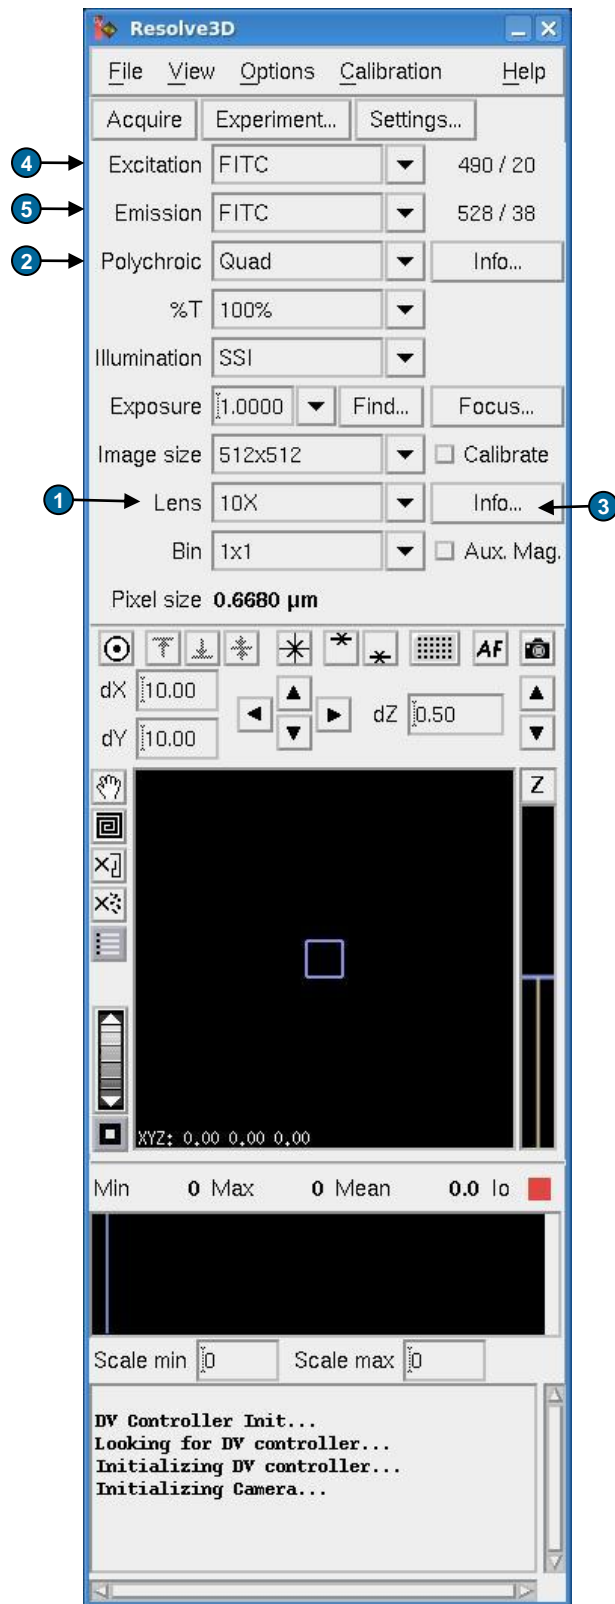 Resolve3D
File View Options Calibration Help
Acquire Experiment... Settings...
4 Excitation FITC 490 / 20
5 Emission FITC 528 / 38
2 Polychroic Quad Info...
%T 100%
Illumination SSI
Exposure 1.0000 Find... Focus...
Image size 512x512 Calibrate
1 Lens 10X Info... 3
Bin 1x1 Aux. Mag.
Pixel size 0.6680 µm
AF
dX 10.00
dZ 0.50
dY 10.00
Z
XYZ: 0.00 0.00 0.00
Min 0 Max 0 Mean 0.0 Io
Scale min 0 Scale max 0
DV Controller Init...
Looking for DV controller...
Initializing DV controller...
Initializing Camera...